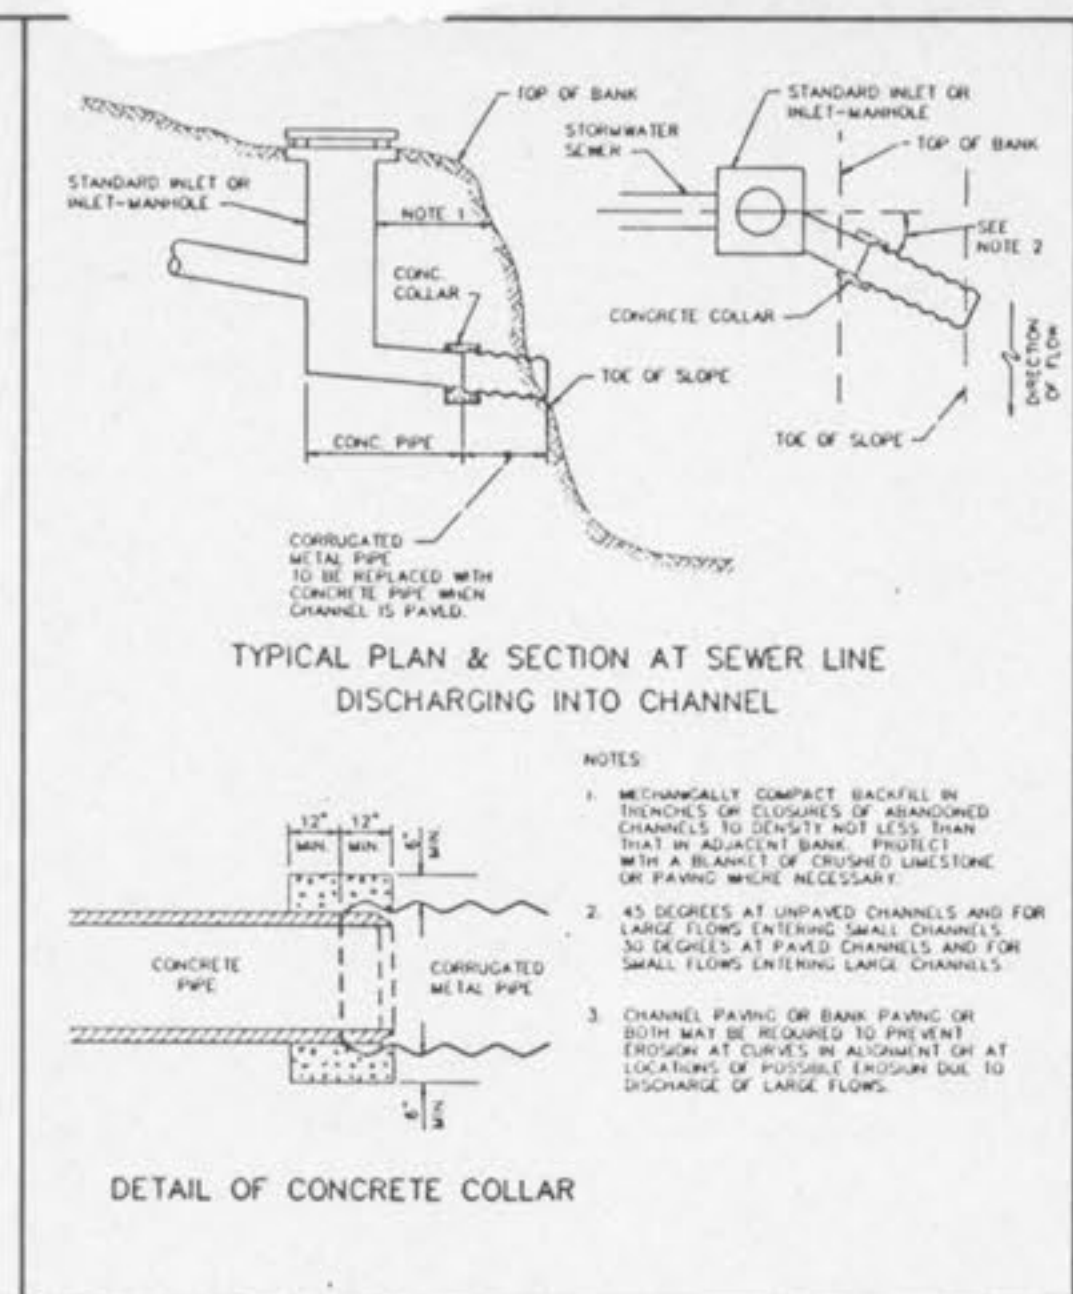 TOP OF BANK
STANDARD INLET OR
INLET-MANHOLE
NOTE 1
CONC.
COLLAR
TOE OF SLOPE
CONC. PIPE
CORRUGATED
METAL PIPE
TO BE REPLACED WITH
CONCRETE PIPE WHEN
CHANNEL IS PAVED.
STANDARD INLET OR
INLET-MANHOLE
STORMWATER
SEWER
TOP OF BANK
SEE
NOTE 2
CONCRETE COLLAR
DIRECTION
OF FLOW
TOE OF SLOPE
TYPICAL PLAN & SECTION AT SEWER LINE
DISCHARGING INTO CHANNEL
12" 12"
MIN. MIN.
6"
MIN.
CONCRETE
PIPE
CORRUGATED
METAL PIPE
6"
MIN.
DETAIL OF CONCRETE COLLAR
NOTES:
1. MECHANICALLY COMPACT BACKFILL IN
TRENCHES OR CLOSURES OF ABANDONED
CHANNELS TO DENSITY NOT LESS THAN
THAT IN ADJACENT BANK. PROTECT
WITH A BLANKET OF CRUSHED LIMESTONE
OR PAVING WHERE NECESSARY.
2. 45 DEGREES AT UNPAVED CHANNELS AND FOR
LARGE FLOWS ENTERING SMALL CHANNELS.
30 DEGREES AT PAVED CHANNELS AND FOR
SMALL FLOWS ENTERING LARGE CHANNELS.
3. CHANNEL PAVING OR BANK PAVING OR
BOTH MAY BE REQUIRED TO PREVENT
EROSION AT CURVES IN ALIGNMENT OR AT
LOCATIONS OF POSSIBLE EROSION DUE TO
DISCHARGE OF LARGE FLOWS.